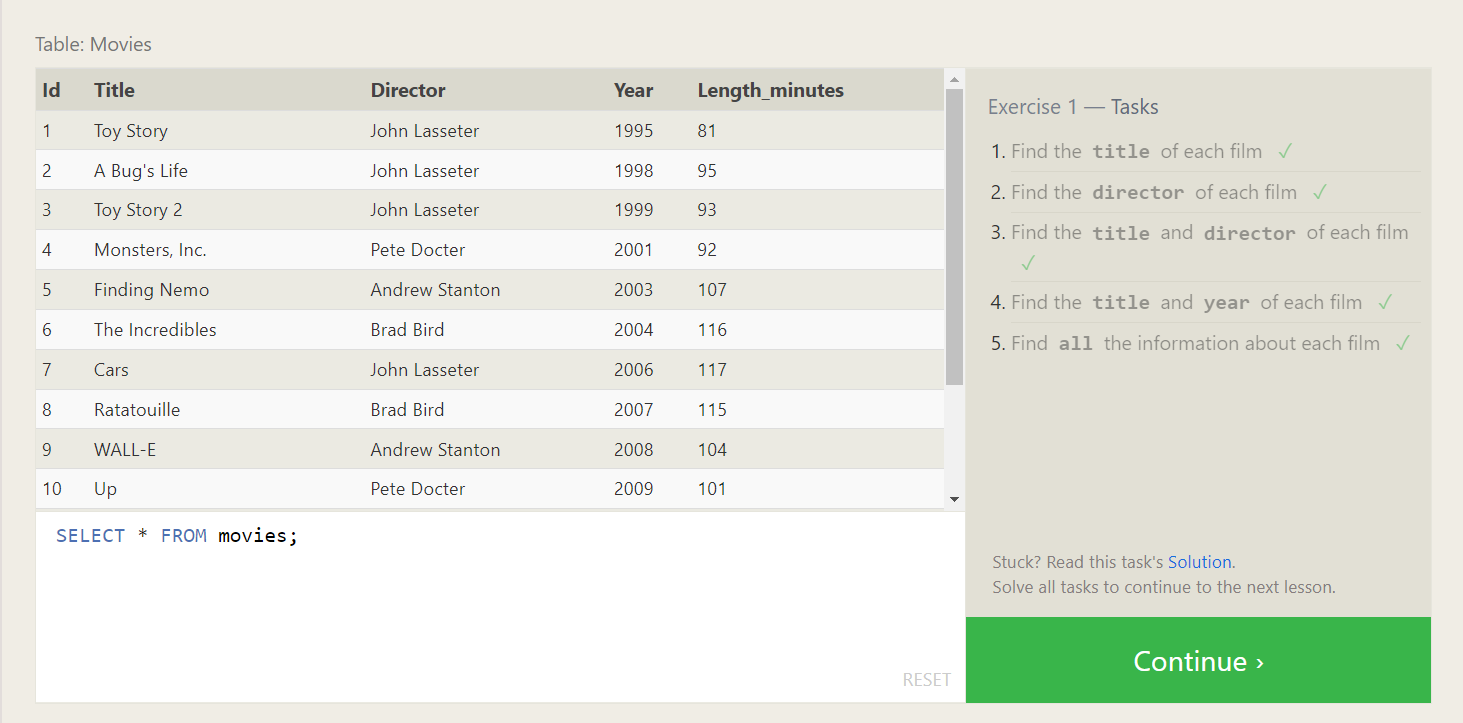 Table: Movies
Id Title Director Year Length_minutes
1 Toy Story John Lasseter 1995 81
2 A Bug's Life John Lasseter 1998 95
3 Toy Story 2 John Lasseter 1999 93
4 Monsters, Inc. Pete Docter 2001 92
5 Finding Nemo Andrew Stanton 2003 107
6 The Incredibles Brad Bird 2004 116
7 Cars John Lasseter 2006 117
8 Ratatouille Brad Bird 2007 115
9 WALL-E Andrew Stanton 2008 104
10 Up Pete Docter 2009 101
SELECT * FROM movies;
RESET
Exercise 1 — Tasks
1. Find the title of each film ✓
2. Find the director of each film ✓
3. Find the title and director of each film
✓
4. Find the title and year of each film ✓
5. Find all the information about each film ✓
Stuck? Read this task's Solution.
Solve all tasks to continue to the next lesson.
Continue ›